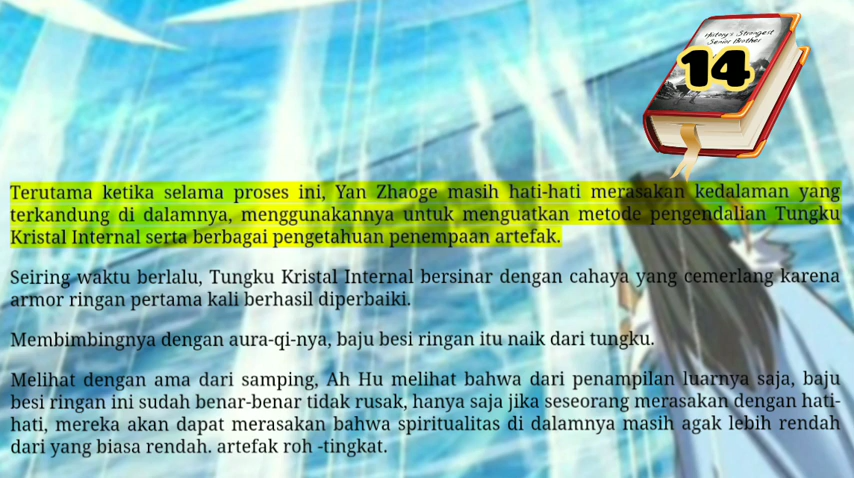 History's Strangest
Senior Brother
14
Terutama ketika selama proses ini, Yan Zhaoge masih hati-hati merasakan kedalaman yang
terkandung di dalamnya, menggunakannya untuk menguatkan metode pengendalian Tungku
Kristal Internal serta berbagai pengetahuan penempaan artefak.
Seiring waktu berlalu, Tungku Kristal Internal bersinar dengan cahaya yang cemerlang karena
armor ringan pertama kali berhasil diperbaiki.
Membimbingnya dengan aura-qi-nya, baju besi ringan itu naik dari tungku.
Melihat dengan ama dari samping, Ah Hu melihat bahwa dari penampilan luarnya saja, baju
besi ringan ini sudah benar-benar tidak rusak, hanya saja jika seseorang merasakan dengan hati-
hati, mereka akan dapat merasakan bahwa spiritualitas di dalamnya masih agak lebih rendah
dari yang biasa rendah. artefak roh -tingkat.